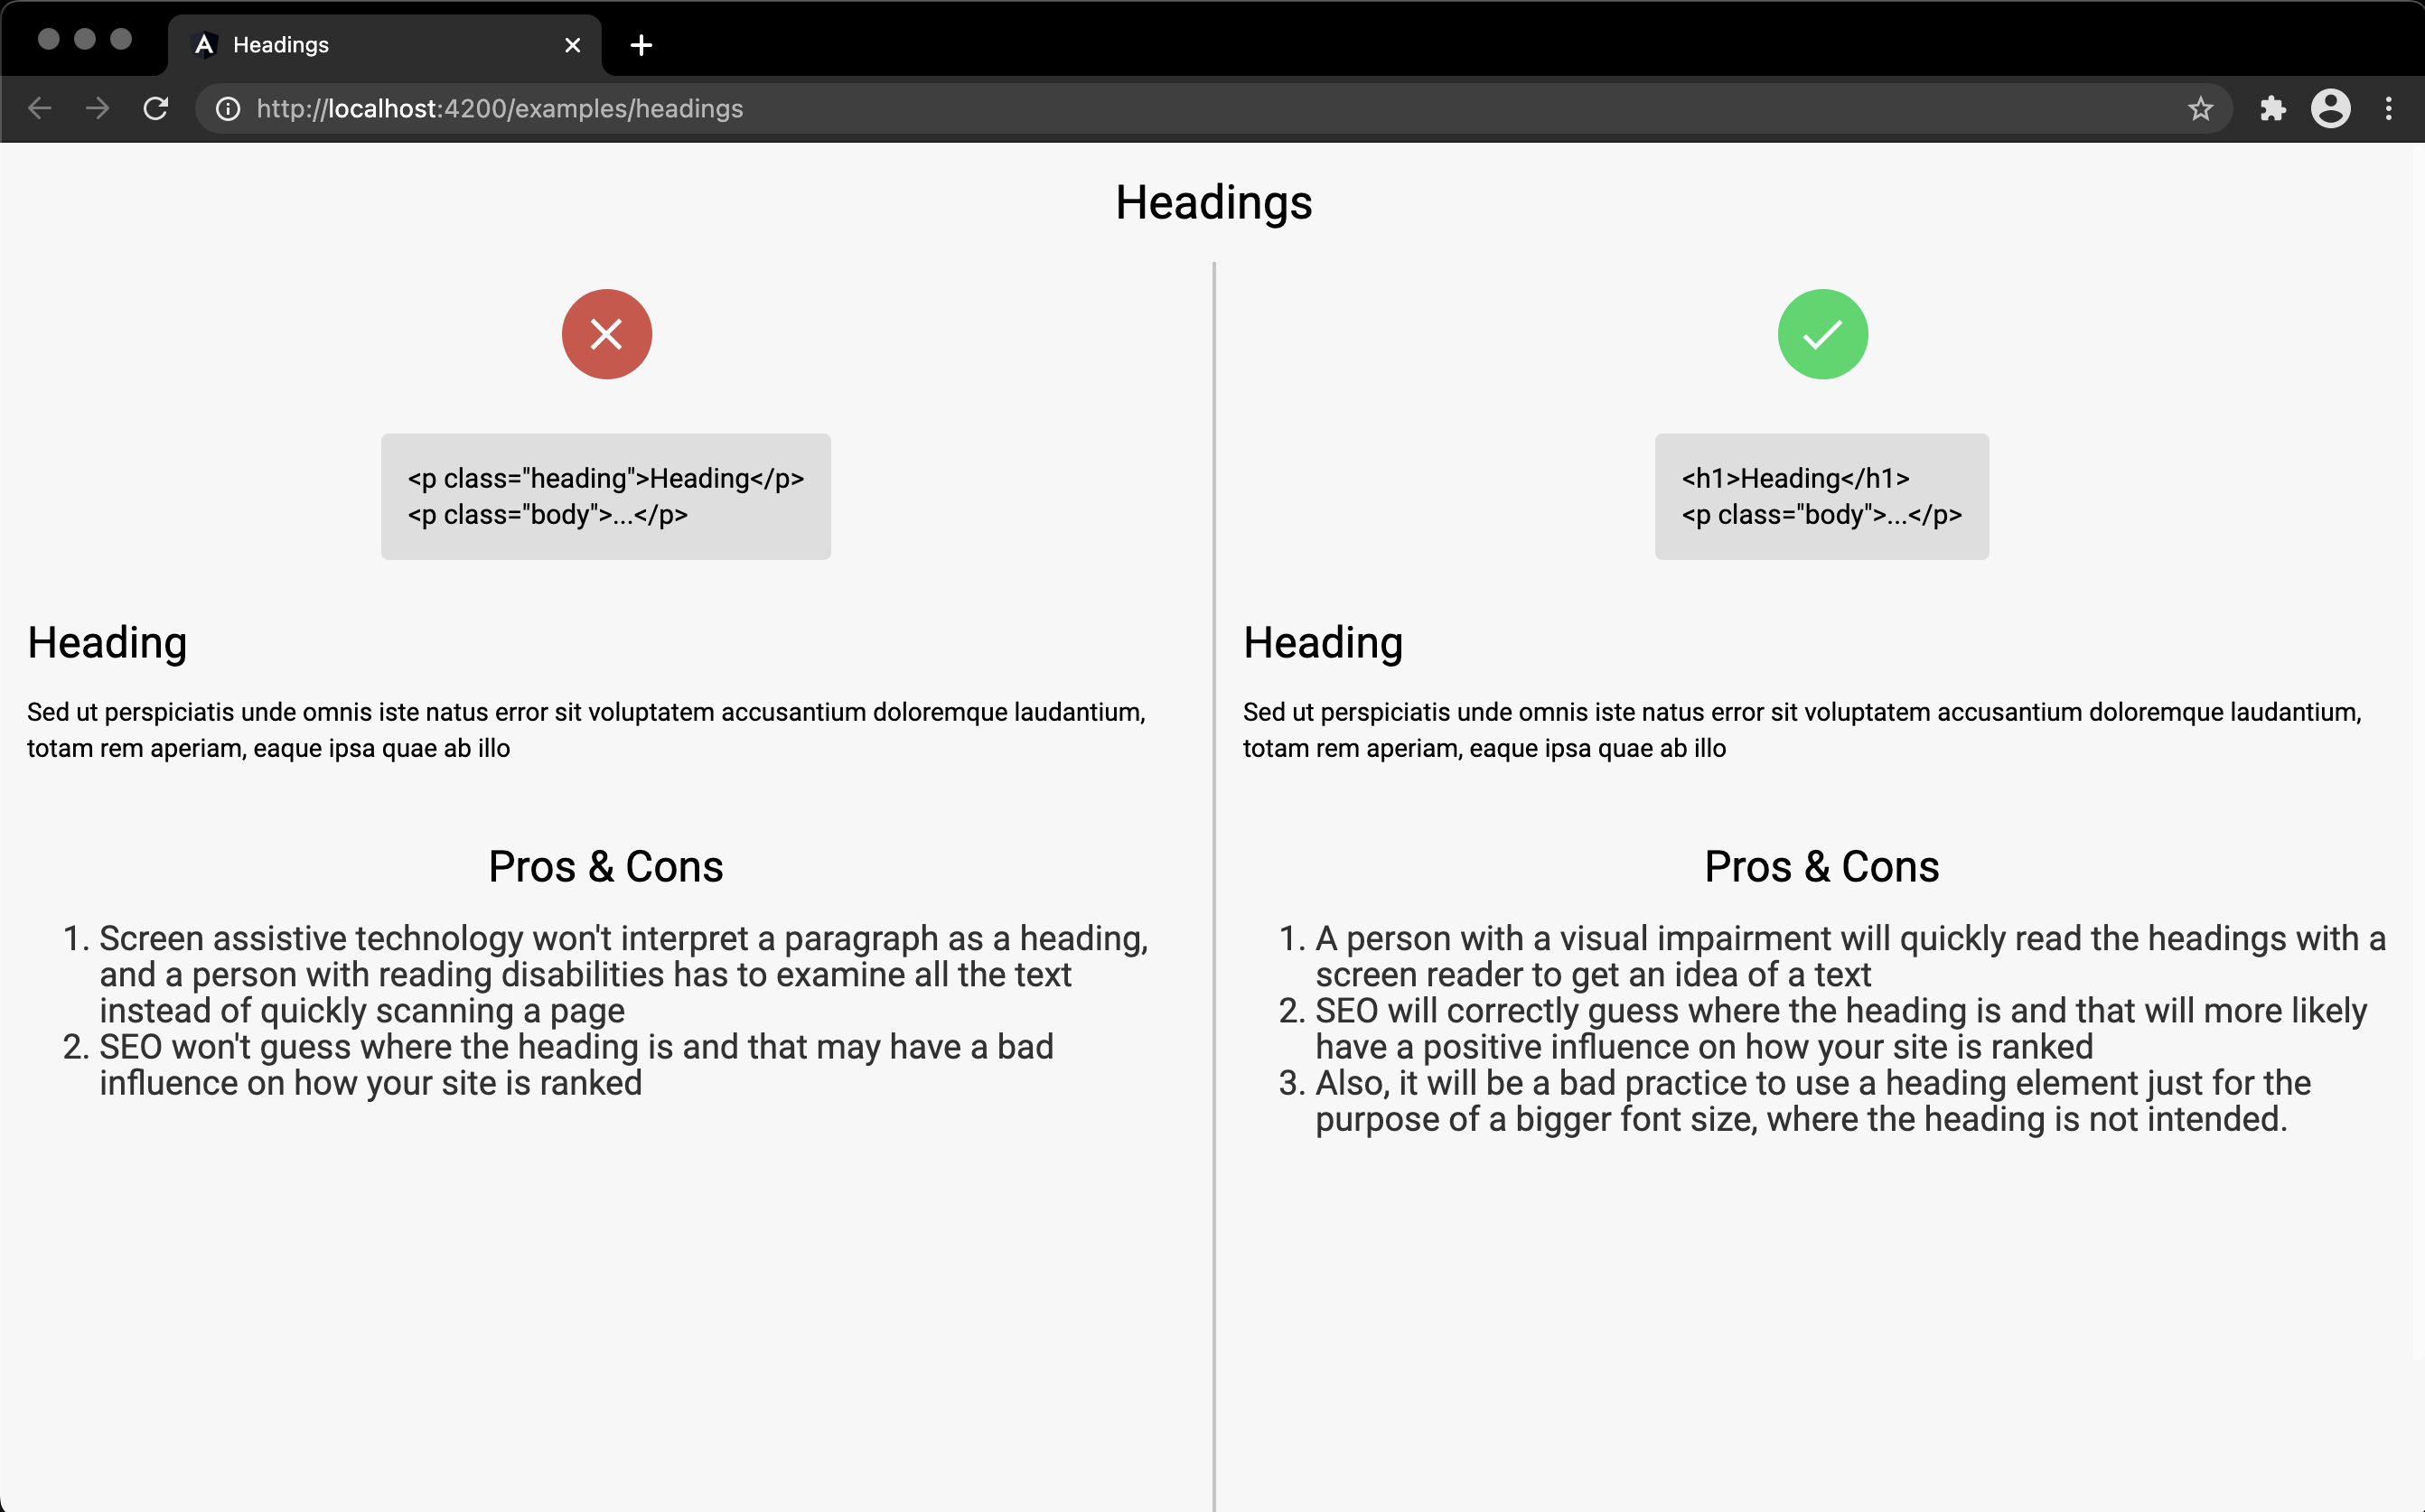 Headings
http://localhost:4200/examples/headings
Headings
<p class="heading">Heading</p>
<p class="body">...</p>
Heading
Sed ut perspiciatis unde omnis iste natus error sit voluptatem accusantium doloremque laudantium,
totam rem aperiam, eaque ipsa quae ab illo
Pros & Cons
1. Screen assistive technology won't interpret a paragraph as a heading,
and a person with reading disabilities has to examine all the text
instead of quickly scanning a page
2. SEO won't guess where the heading is and that may have a bad
influence on how your site is ranked
<h1>Heading</h1>
<p class="body">...</p>
Heading
Sed ut perspiciatis unde omnis iste natus error sit voluptatem accusantium doloremque laudantium,
totam rem aperiam, eaque ipsa quae ab illo
Pros & Cons
1. A person with a visual impairment will quickly read the headings with a
screen reader to get an idea of a text
2. SEO will correctly guess where the heading is and that will more likely
have a positive influence on how your site is ranked
3. Also, it will be a bad practice to use a heading element just for the
purpose of a bigger font size, where the heading is not intended.